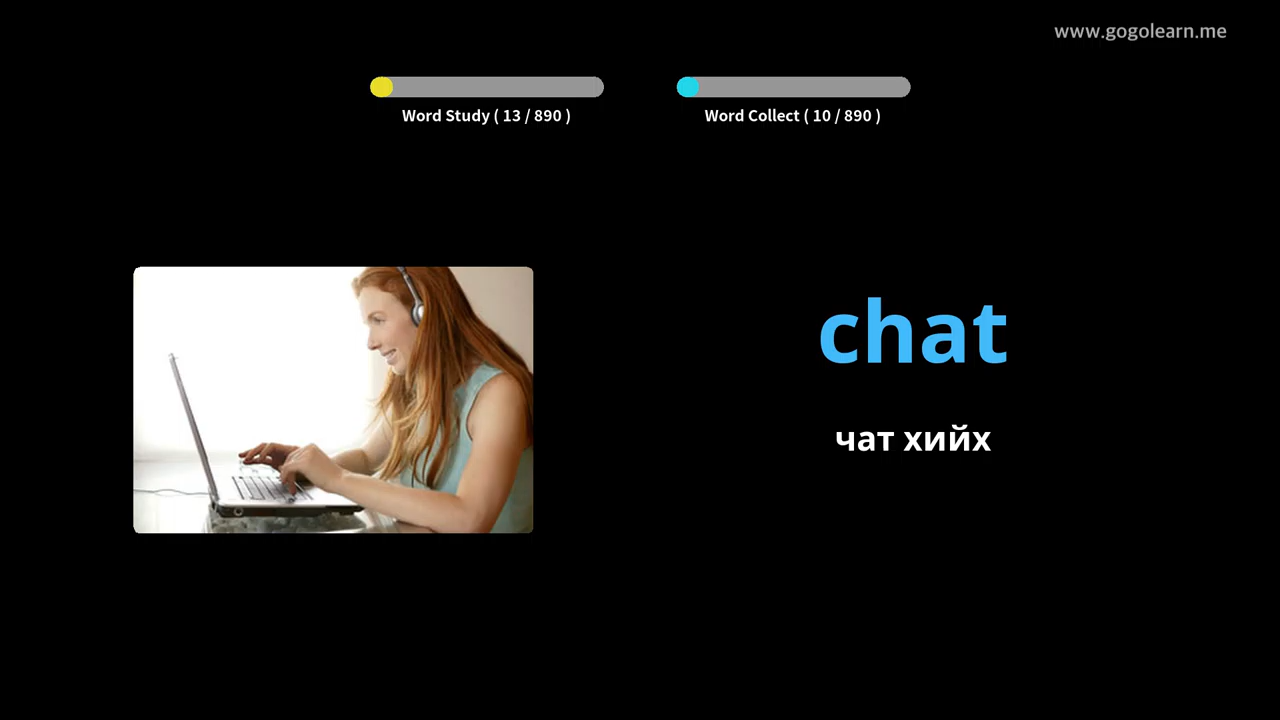 www.gogolearn.me
Word Study ( 13 / 890 )
Word Collect ( 10 / 890 )
chat
чат хийх